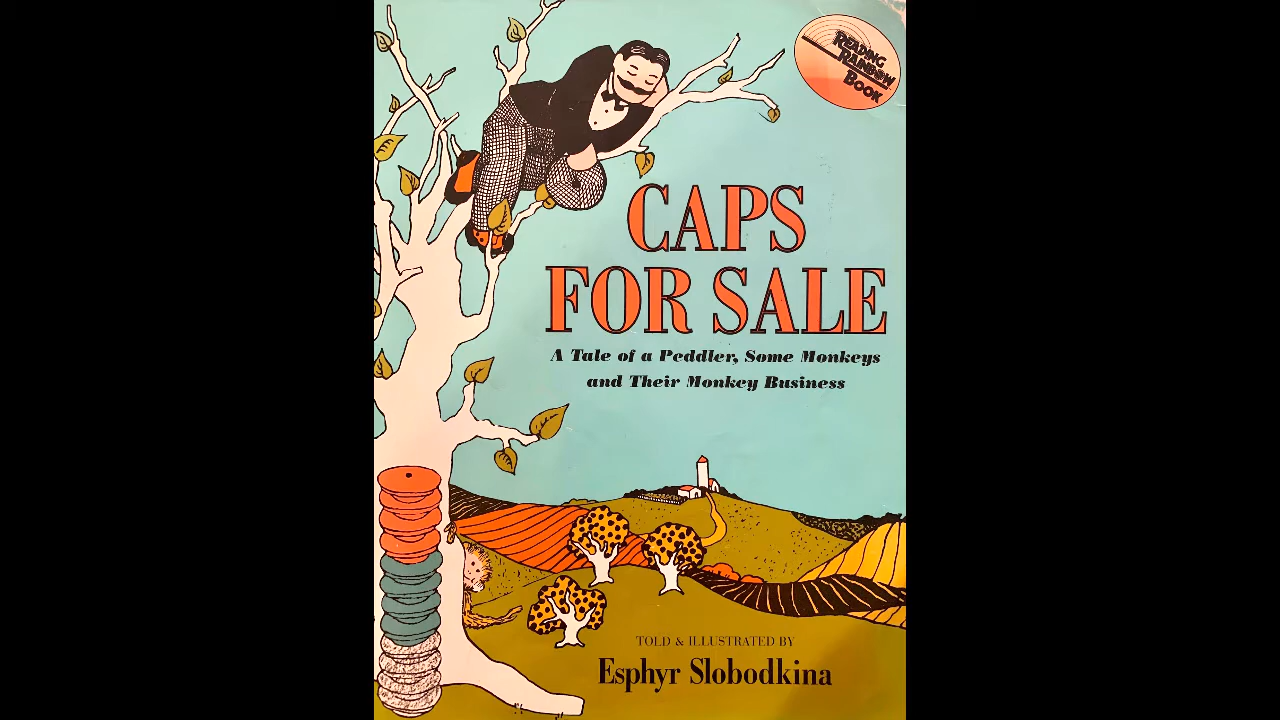 READING
RAINBOW
BOOK
CAPS
FOR SALE
A Tale of a Peddler, Some Monkeys
and Their Monkey Business
TOLD & ILLUSTRATED BY
Esphyr Slobodkina